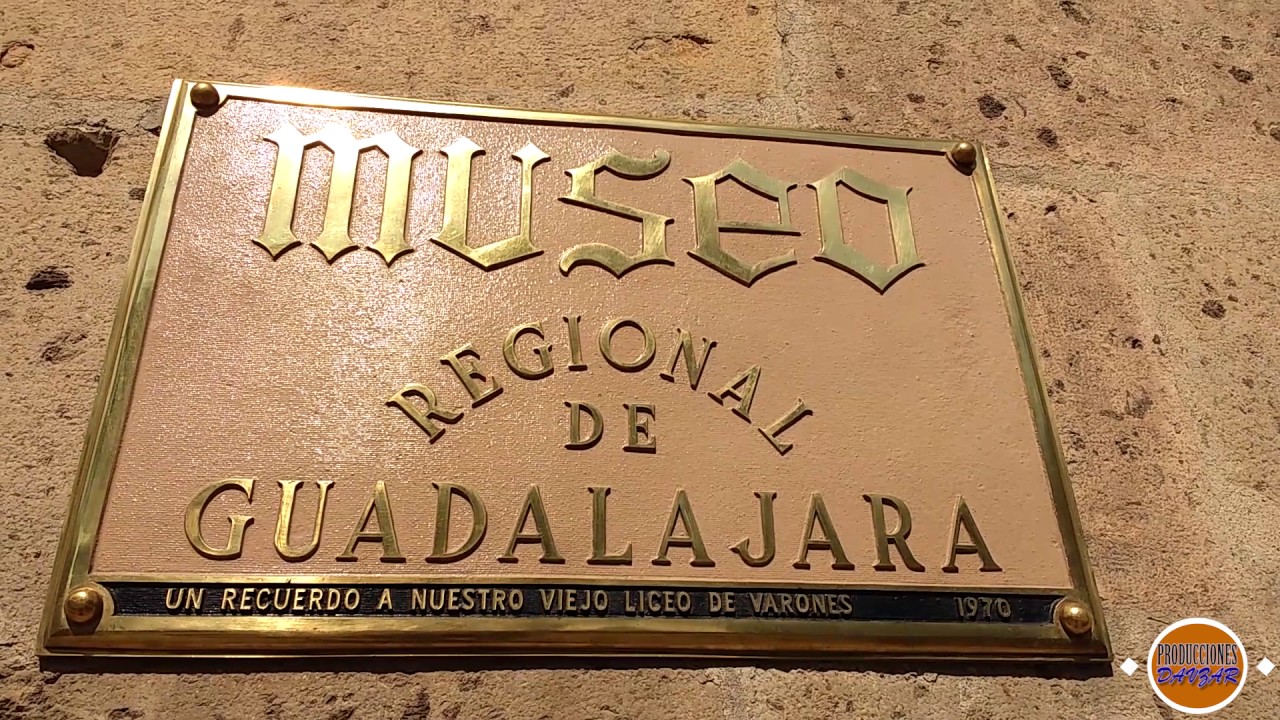 MUSEO
REGIONAL
DE
GUADALAJARA
UN RECUERDO A NUESTRO VIEJO LICEO DE VARONES 1970
PRODUCCIONES
DAVZAR